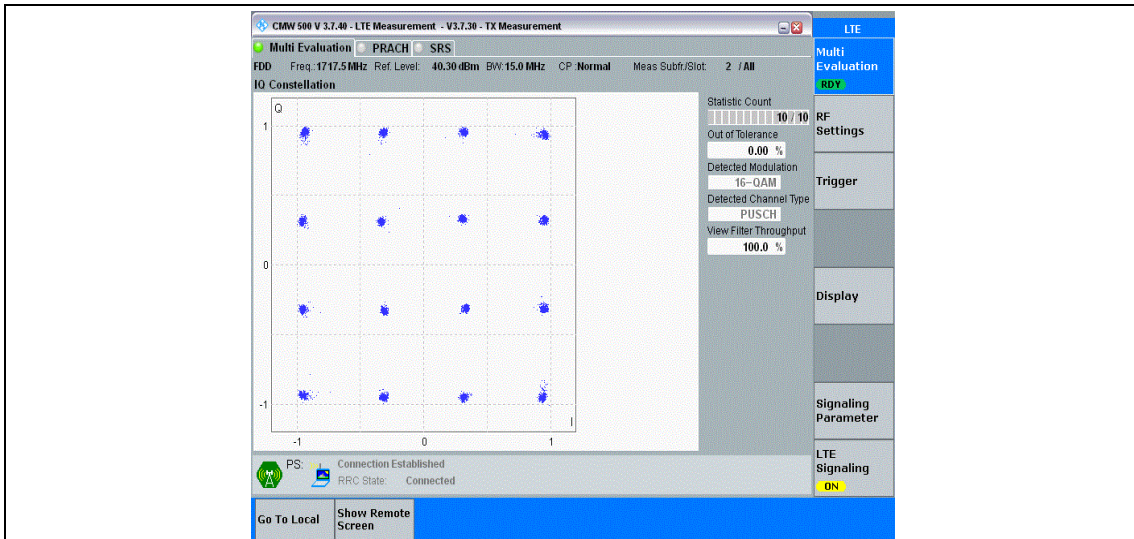 CMW 500 V 3.7.40 - LTE Measurement - V3.7.30 - TX Measurement
LTE
Multi Evaluation PRACH SRS
FDD Freq.:1717.5 MHz Ref. Level: 40.30 dBm BW:15.0 MHz CP :Normal Meas Subfr./Slot: 2 / All
IQ Constellation
Q
1
0
-1
-1 0 1
I
Statistic Count
10 / 10
Out of Tolerance
0.00 %
Detected Modulation
16-QAM
Detected Channel Type
PUSCH
View Filter Throughput
100.0 %
Multi
Evaluation
RDY
RF
Settings
Trigger
Display
Signaling
Parameter
LTE
Signaling
ON
PS: Connection Established
RRC State: Connected
Go To Local
Show Remote
Screen